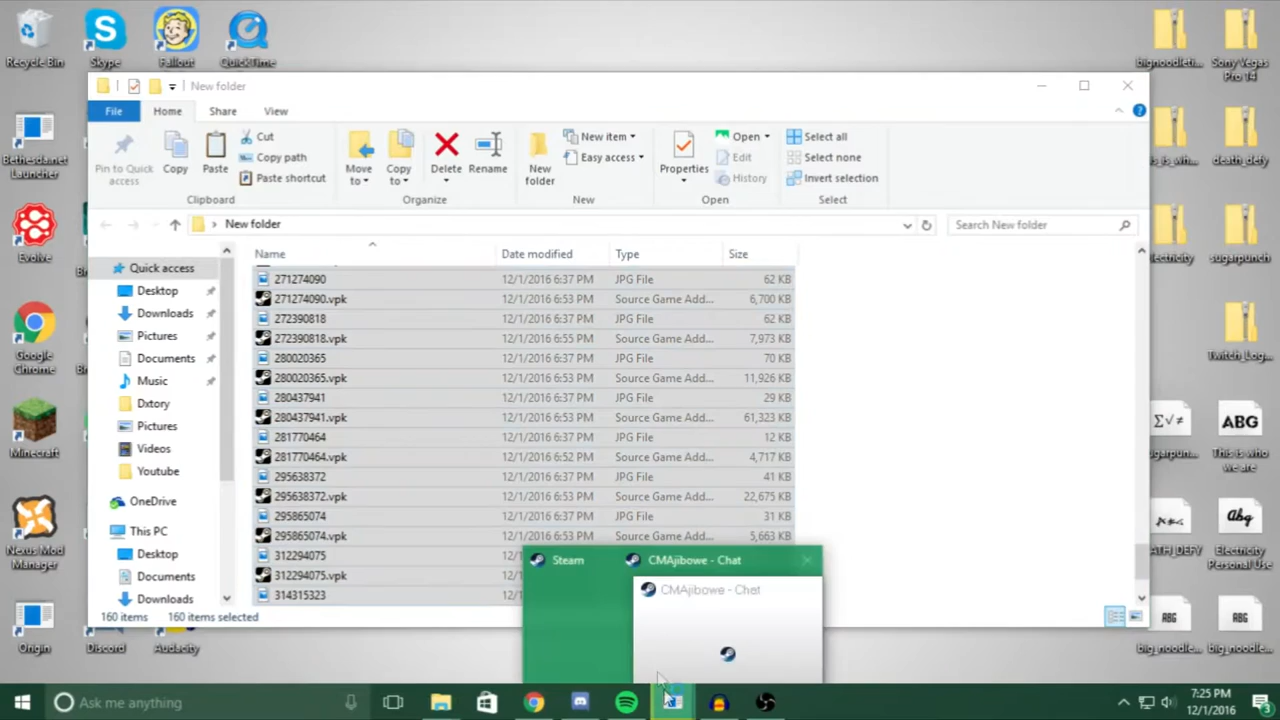 Recycle Bin
Skype
Fallout
QuickTime
Bethesda.net
Launcher
Evolve
Google
Chrome
Minecraft
Nexus Mod
Manager
Origin
Discord
Audacity
Sony Vegas
Pro 14
death_defy
sugarpunch
Twitch_Log...
This is who
we are
Electricity
Personal Use
New folder
File
Home
Share
View
Pin to Quick
access
Copy
Paste
Cut
Copy path
Paste shortcut
Clipboard
Move
to
Copy
to
Delete
Rename
Organize
New
folder
New item
Easy access
New
Properties
Open
Edit
History
Open
Select all
Select none
Invert selection
Select
New folder
Search New folder
Quick access
Desktop
Downloads
Pictures
Documents
Music
Dxtory
Pictures
Videos
Youtube
OneDrive
This PC
Desktop
Documents
Downloads
Name Date modified Type Size
271274090 12/1/2016 6:37 PM JPG File 62 KB
271274090.vpk 12/1/2016 6:53 PM Source Game Add... 6,700 KB
272390818 12/1/2016 6:37 PM JPG File 62 KB
272390818.vpk 12/1/2016 6:55 PM Source Game Add... 7,973 KB
280020365 12/1/2016 6:37 PM JPG File 70 KB
280020365.vpk 12/1/2016 6:53 PM Source Game Add... 11,926 KB
280437941 12/1/2016 6:37 PM JPG File 29 KB
280437941.vpk 12/1/2016 6:53 PM Source Game Add... 61,323 KB
281770464 12/1/2016 6:37 PM JPG File 12 KB
281770464.vpk 12/1/2016 6:52 PM Source Game Add... 4,717 KB
295638372 12/1/2016 6:37 PM JPG File 41 KB
295638372.vpk 12/1/2016 6:53 PM Source Game Add... 22,675 KB
295865074 12/1/2016 6:37 PM JPG File 31 KB
295865074.vpk 12/1/2016 6:53 PM Source Game Add... 5,663 KB
312294075
312294075.vpk
314315323
160 items 160 items selected
Steam
CMAjibowe - Chat
CMAjibowe - Chat
ABG
Abg
ABG
ABG
Ask me anything
7:25 PM
12/1/2016
3